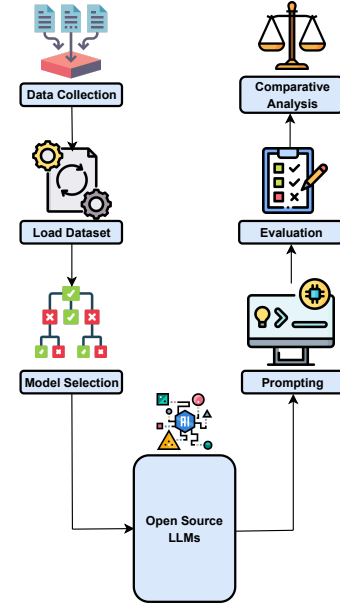 Data Collection
Load Dataset
Model Selection
AI
Open Source
LLMs
Prompting
Evaluation
Comparative
Analysis